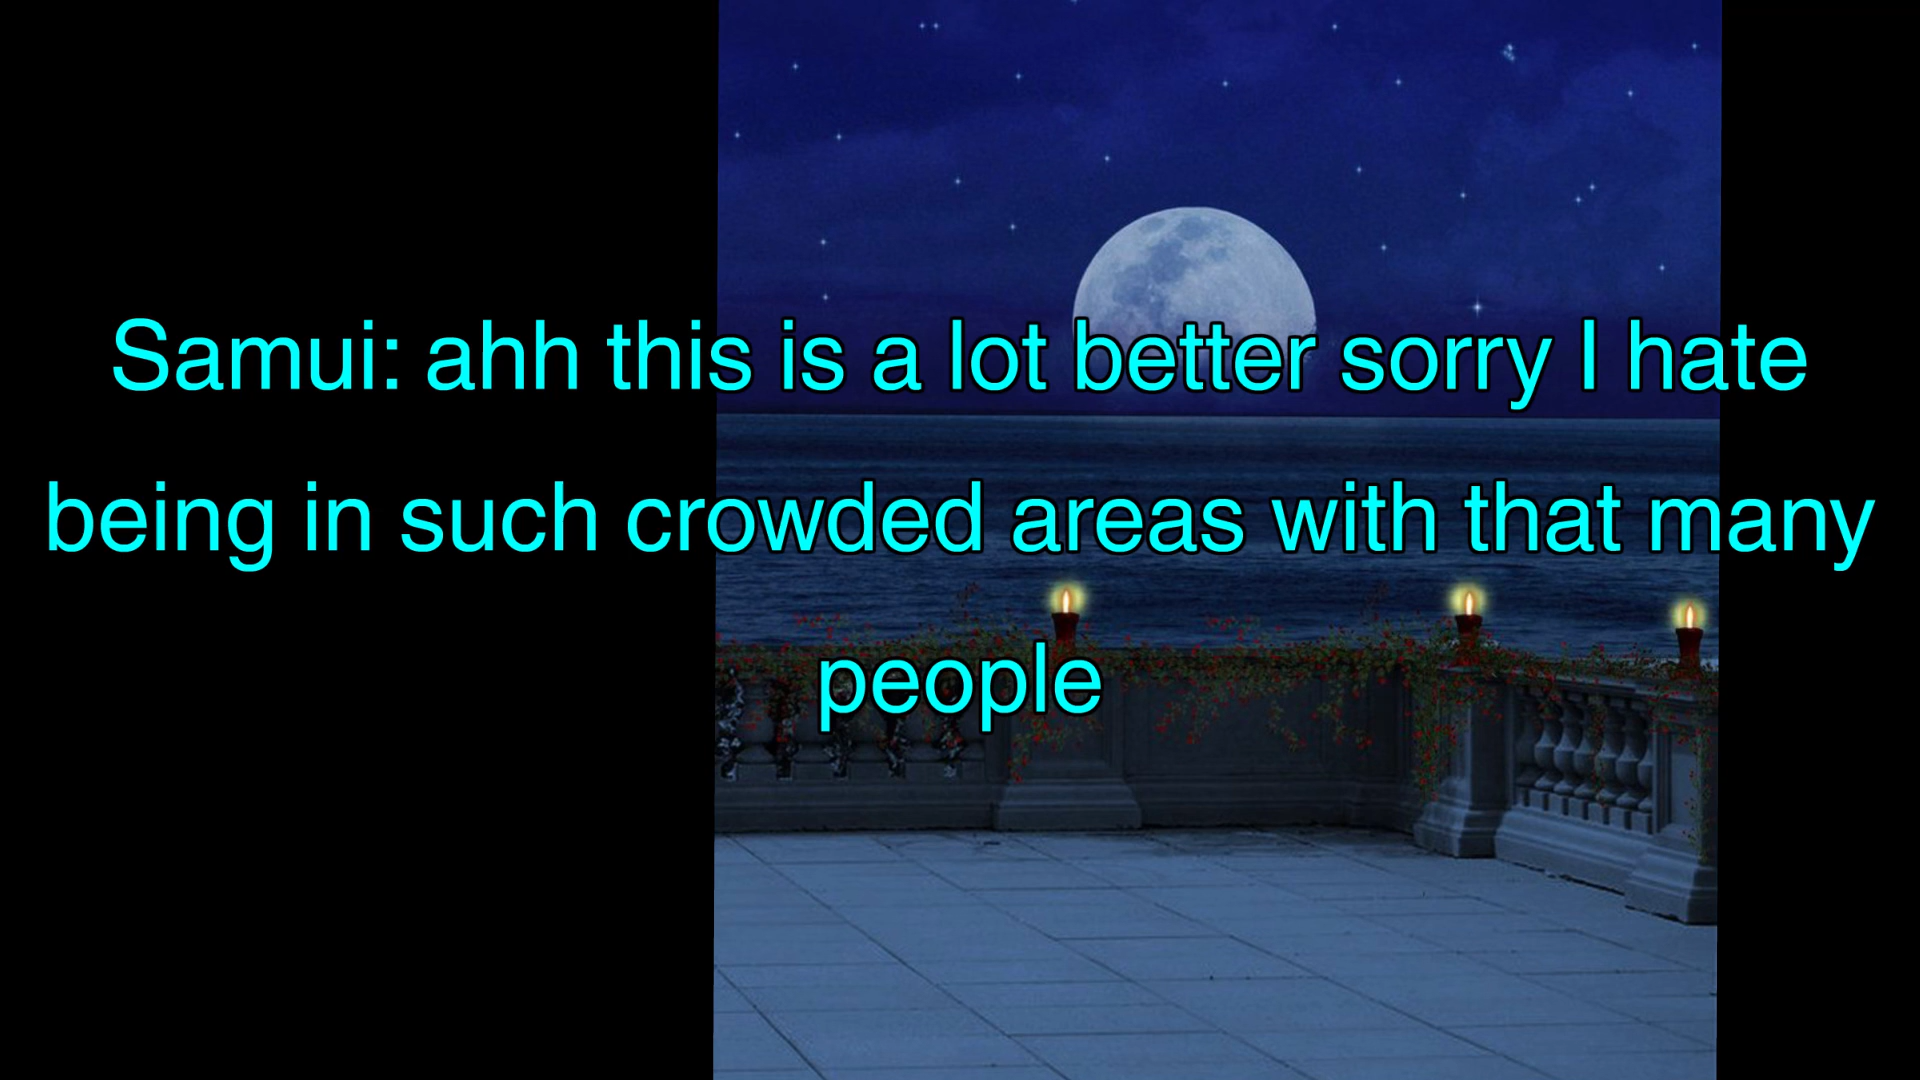 Samui: ahh this is a lot better sorry I hate
being in such crowded areas with that many
people